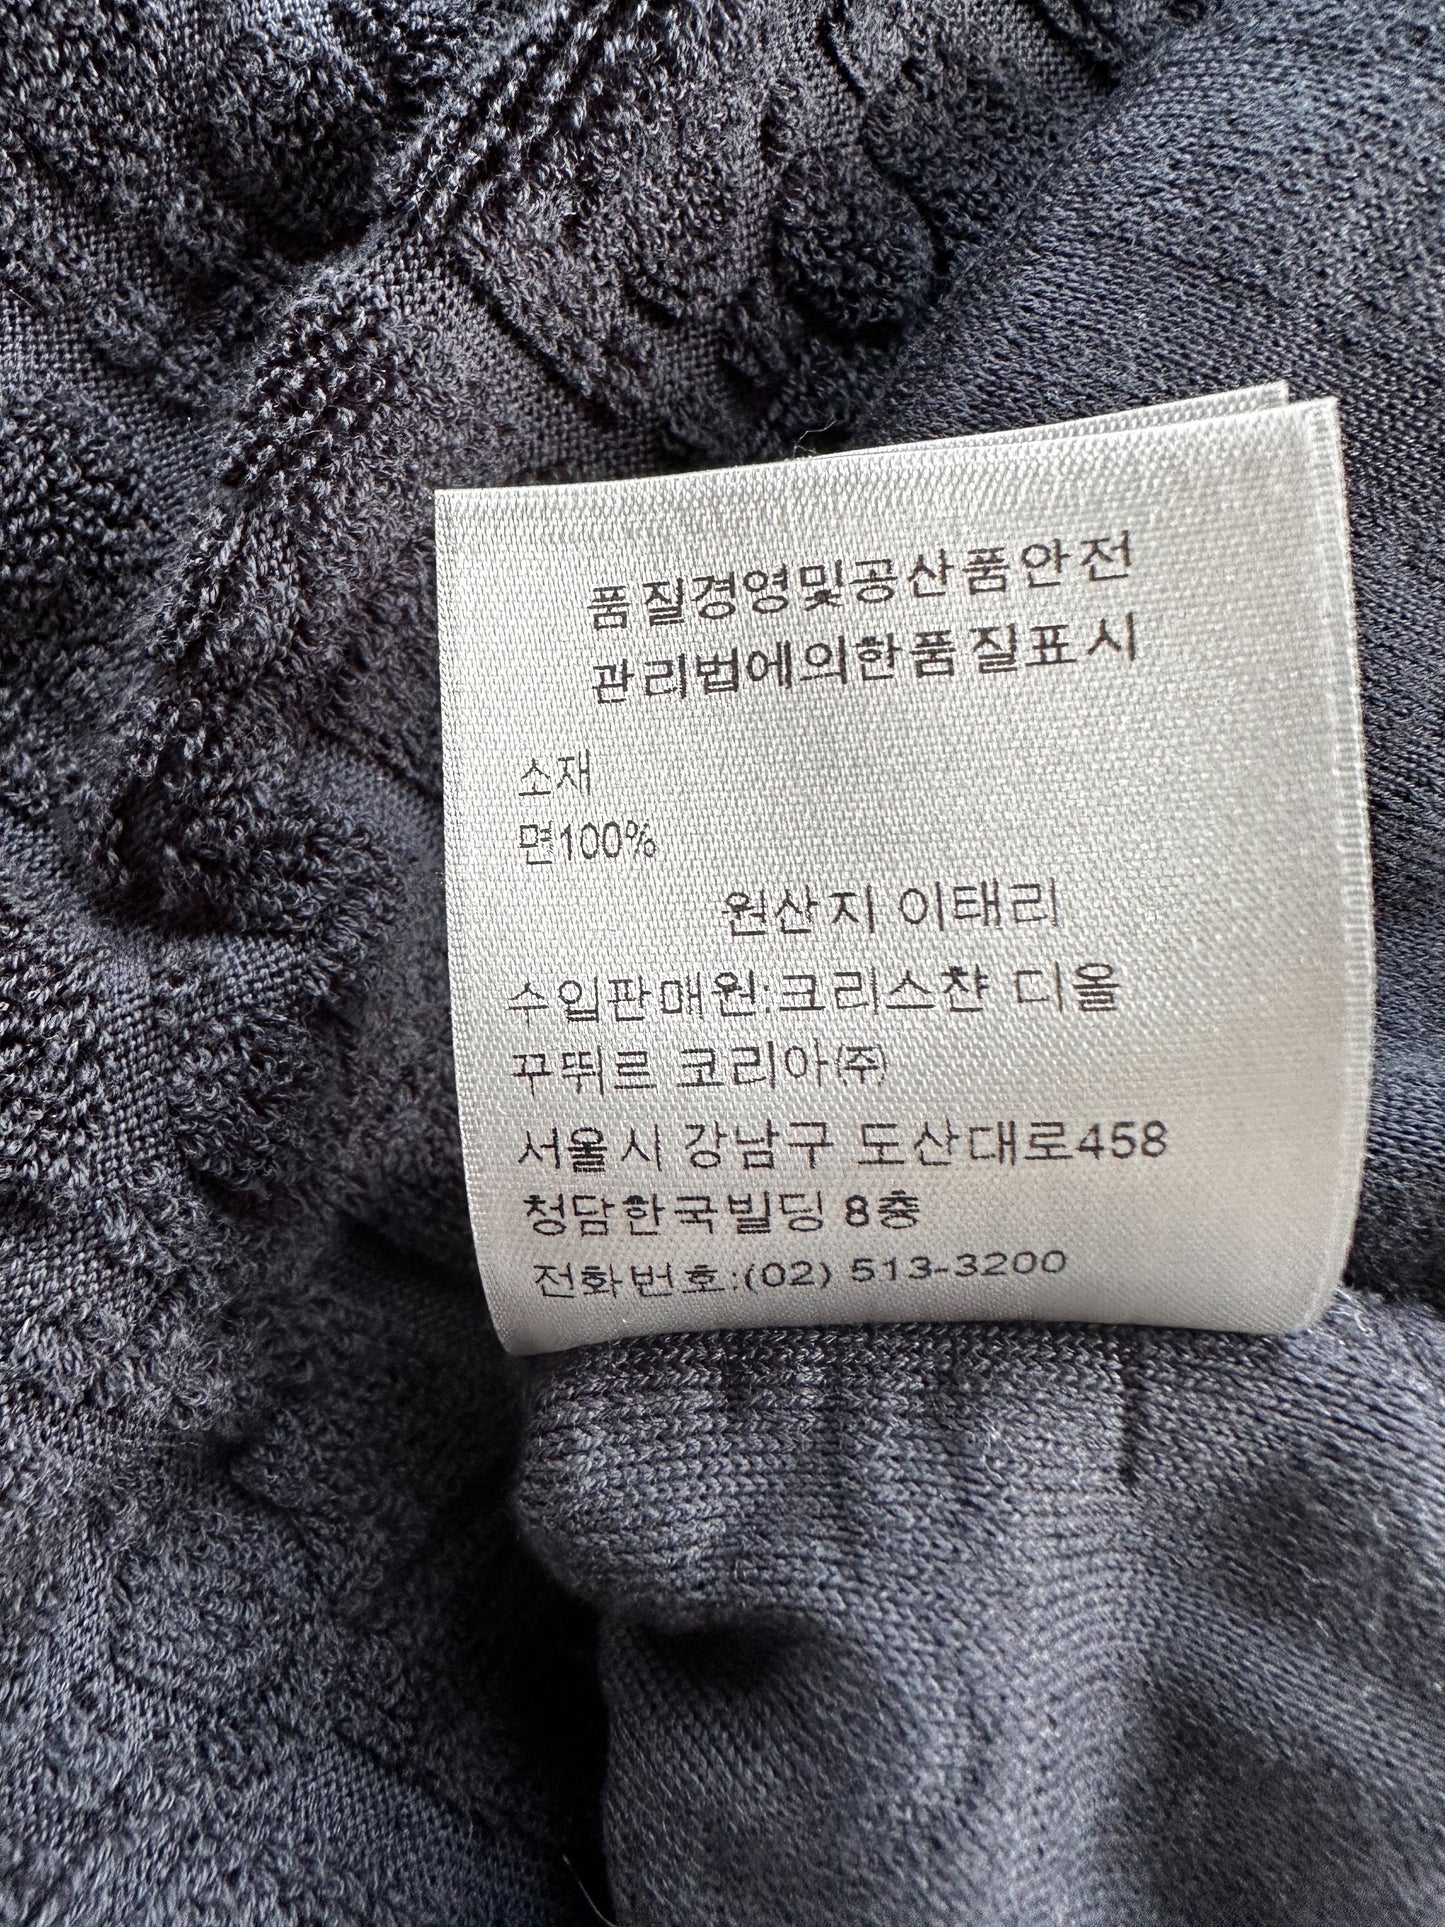 품질경영및공산품안전
관리법에의한품질표시
소재
면100%
원산지 이태리
수입판매원:크리스챤 디올
꾸뛰르 코리아㈜
서울시 강남구 도산대로458
청담한국빌딩 8층
전화번호:(02) 513-3200